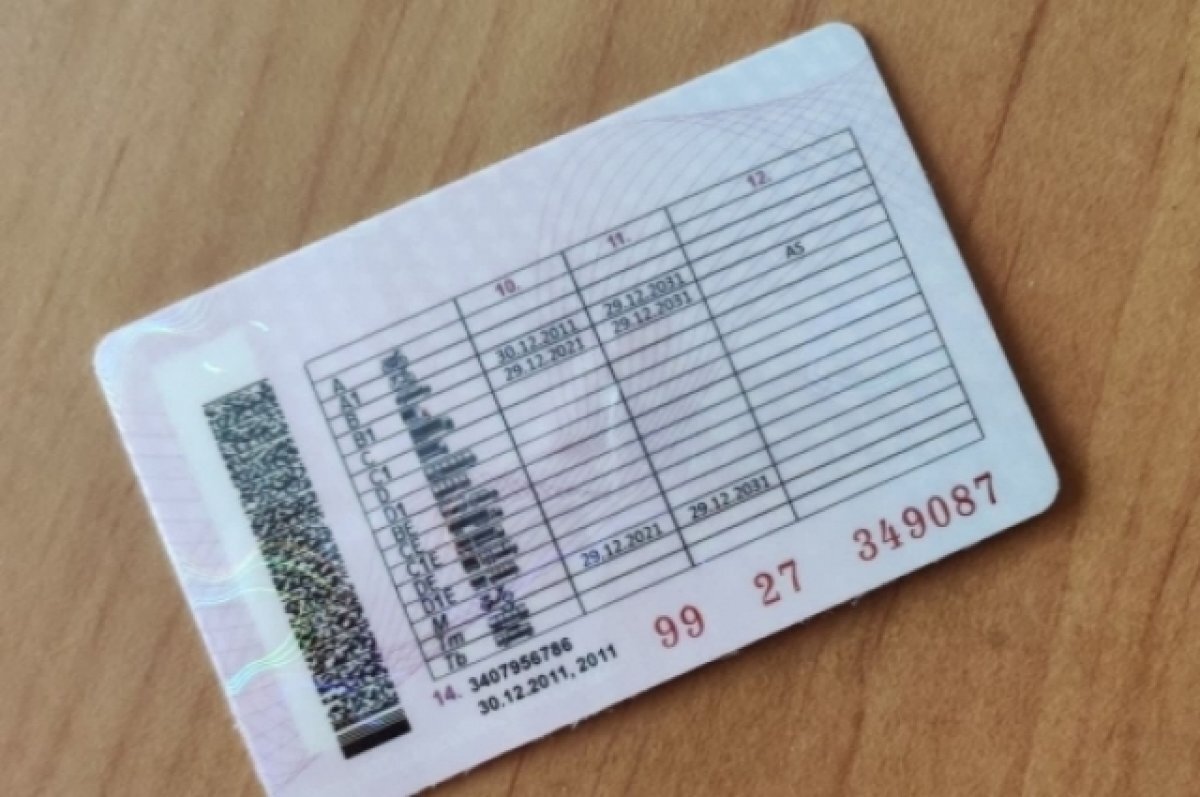 10. 11. 12.
A
A1
B 30.12.2011 29.12.2031
B1 29.12.2021 29.12.2031 AS
C
C1
D
D1
BE
CE
C1E
DE
D1E
M 29.12.2021 29.12.2031
Tm
Tb
14. 3407956786
30.12.2011, 2011
99 27 349087